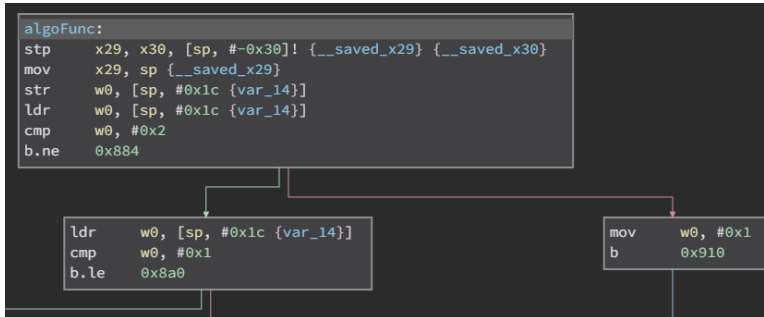 algoFunc:
stp x29, x30, [sp, #-0x30]! {__saved_x29} {__saved_x30}
mov x29, sp {__saved_x29}
str w0, [sp, #0x1c {var_14}]
ldr w0, [sp, #0x1c {var_14}]
cmp w0, #0x2
b.ne 0x884
ldr w0, [sp, #0x1c {var_14}]
cmp w0, #0x1
b.le 0x8a0
mov w0, #0x1
b 0x910